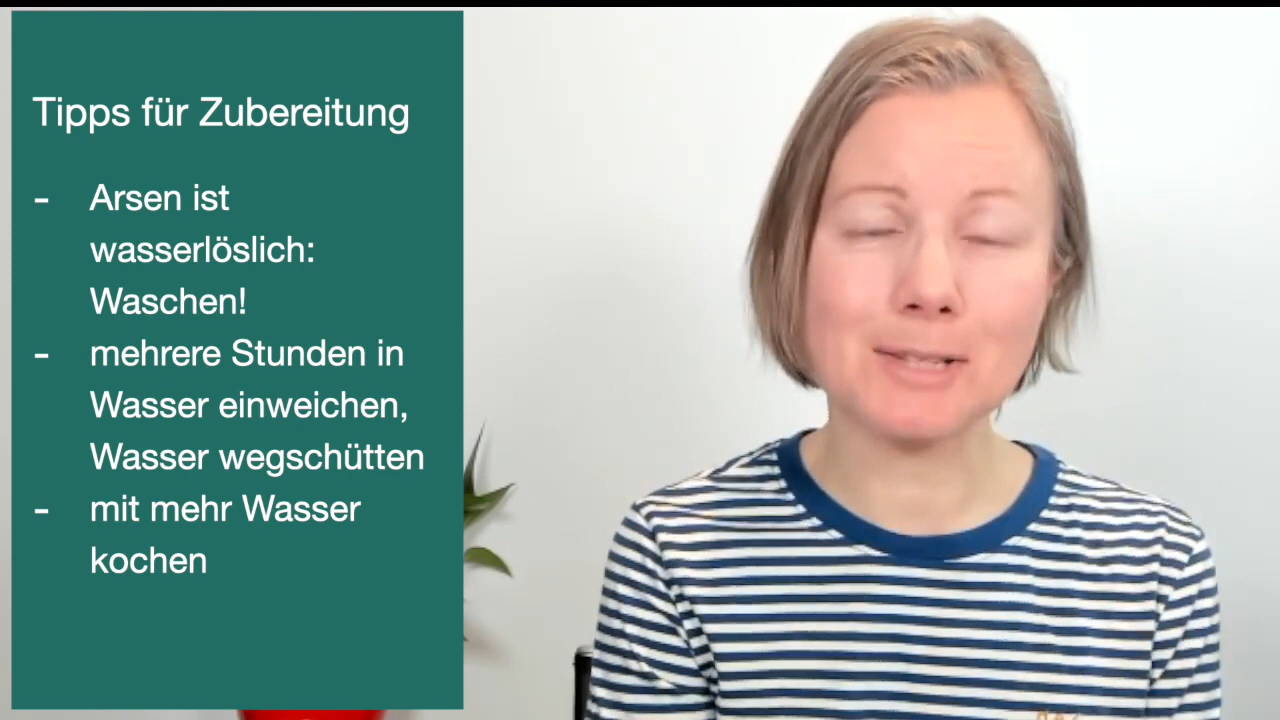 Tipps für Zubereitung
- Arsen ist
wasserlöslich:
Waschen!
- mehrere Stunden in
Wasser einweichen,
Wasser wegschütten
- mit mehr Wasser
kochen